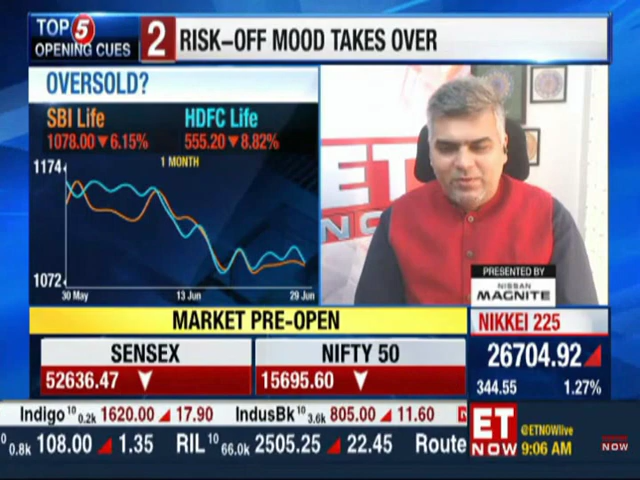 TOP 5
OPENING CUES
2
RISK-OFF MOOD TAKES OVER
OVERSOLD?
SBI Life
1078.00▼6.15%
HDFC Life
555.20▼8.82%
1 MONTH
1174
1072
30 May
13 Jun
29 Jun
ET
NOW
PRESENTED BY
NISSAN
MAGNITE
MARKET PRE-OPEN
SENSEX
52636.47
NIFTY 50
15695.60
NIKKEI 225
26704.92
344.55 1.27%
Indigo 10 0.2k 1620.00 ▲ 17.90 IndusBk 10 3.6k 805.00 ▲ 11.60
0.8k 108.00 ▲ 1.35 RIL 10 66.0k 2505.25 ▲ 22.45 Route
ET
NOW
@ETNOWlive
9:06 AM
NOW